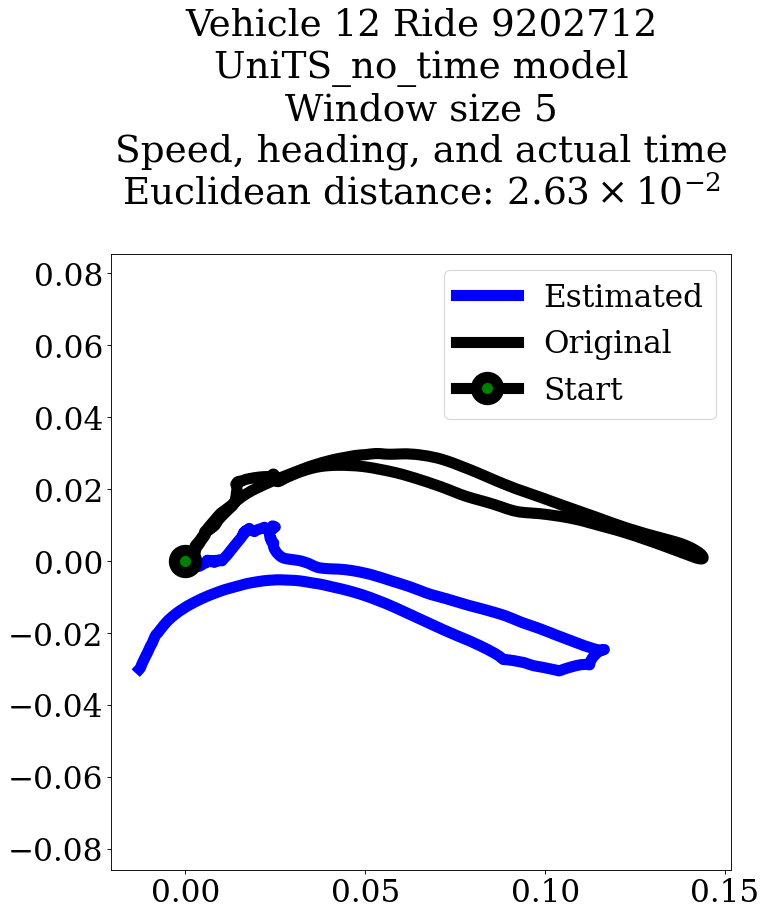 Vehicle 12 Ride 9202712
UniTS_no_time model
Window size 5
Speed, heading, and actual time
Euclidean distance: 2.63 × 10⁻²
Estimated
Original
Start
0.08
0.06
0.04
0.02
0.00
−0.02
−0.04
−0.06
−0.08
0.00 0.05 0.10 0.15